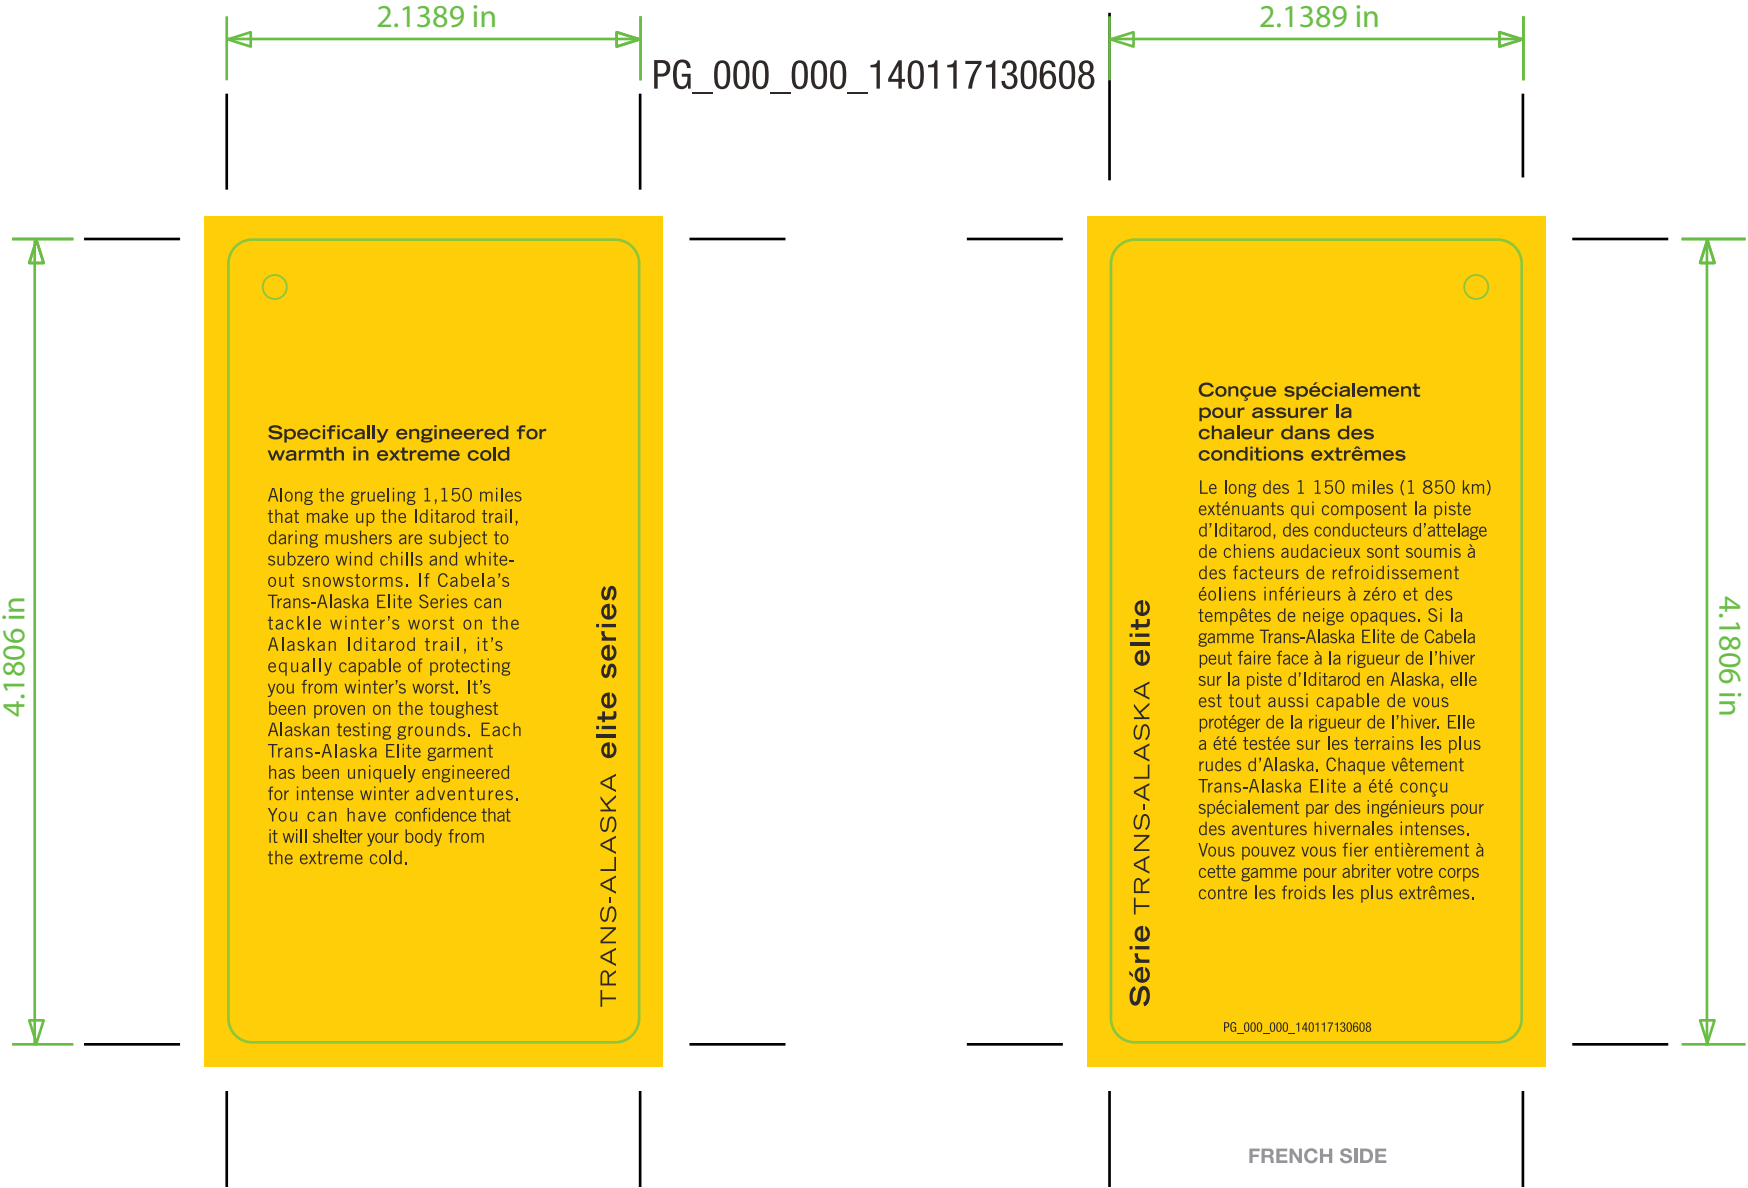 2.1389 in
2.1389 in
PG_000_000_140117130608
4.1806 in
Specifically engineered for
warmth in extreme cold
Along the grueling 1,150 miles
that make up the Iditarod trail,
daring mushers are subject to
subzero wind chills and white-
out snowstorms. If Cabela's
Trans-Alaska Elite Series can
tackle winter's worst on the
Alaskan Iditarod trail, it's
equally capable of protecting
you from winter's worst. It's
been proven on the toughest
Alaskan testing grounds. Each
Trans-Alaska Elite garment
has been uniquely engineered
for intense winter adventures.
You can have confidence that
it will shelter your body from
the extreme cold.
TRANS-ALASKA elite series
Série TRANS-ALASKA elite
Conçue spécialement
pour assurer la
chaleur dans des
conditions extrêmes
Le long des 1 150 miles (1 850 km)
exténuants qui composent la piste
d'Iditarod, des conducteurs d'attelage
de chiens audacieux sont soumis à
des facteurs de refroidissement
éoliens inférieurs à zéro et des
tempêtes de neige opaques. Si la
gamme Trans-Alaska Elite de Cabela
peut faire face à la rigueur de l'hiver
sur la piste d'Iditarod en Alaska, elle
est tout aussi capable de vous
protéger de la rigueur de l'hiver. Elle
a été testée sur les terrains les plus
rudes d'Alaska. Chaque vêtement
Trans-Alaska Elite a été conçu
spécialement par des ingénieurs pour
des aventures hivernales intenses.
Vous pouvez vous fier entièrement à
cette gamme pour abriter votre corps
contre les froids les plus extrêmes.
PG_000_000_140117130608
4.1806 in
FRENCH SIDE